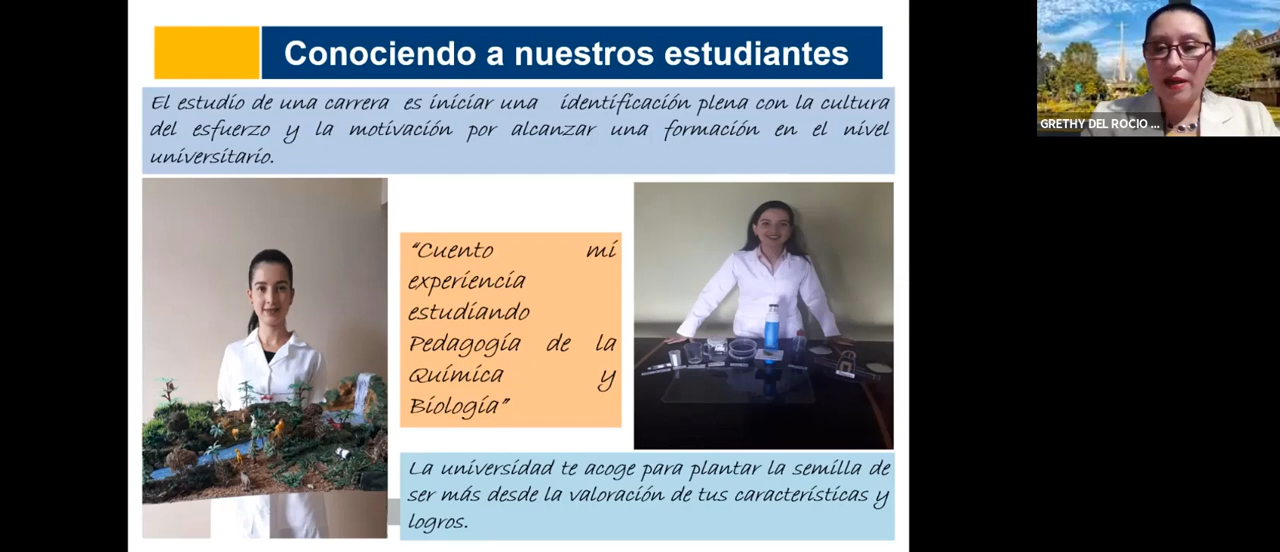 Conociendo a nuestros estudiantes
El estudio de una carrera es iniciar una identificación plena con la cultura
del esfuerzo y la motivación por alcanzar una formación en el nivel
universitario.
“Cuento mi
experiencia
estudiando
Pedagogía de la
Química y
Biología”
La universidad te acoge para plantar la semilla de
ser más desde la valoración de tus características y
logros.
GRETHY DEL ROCIO ...